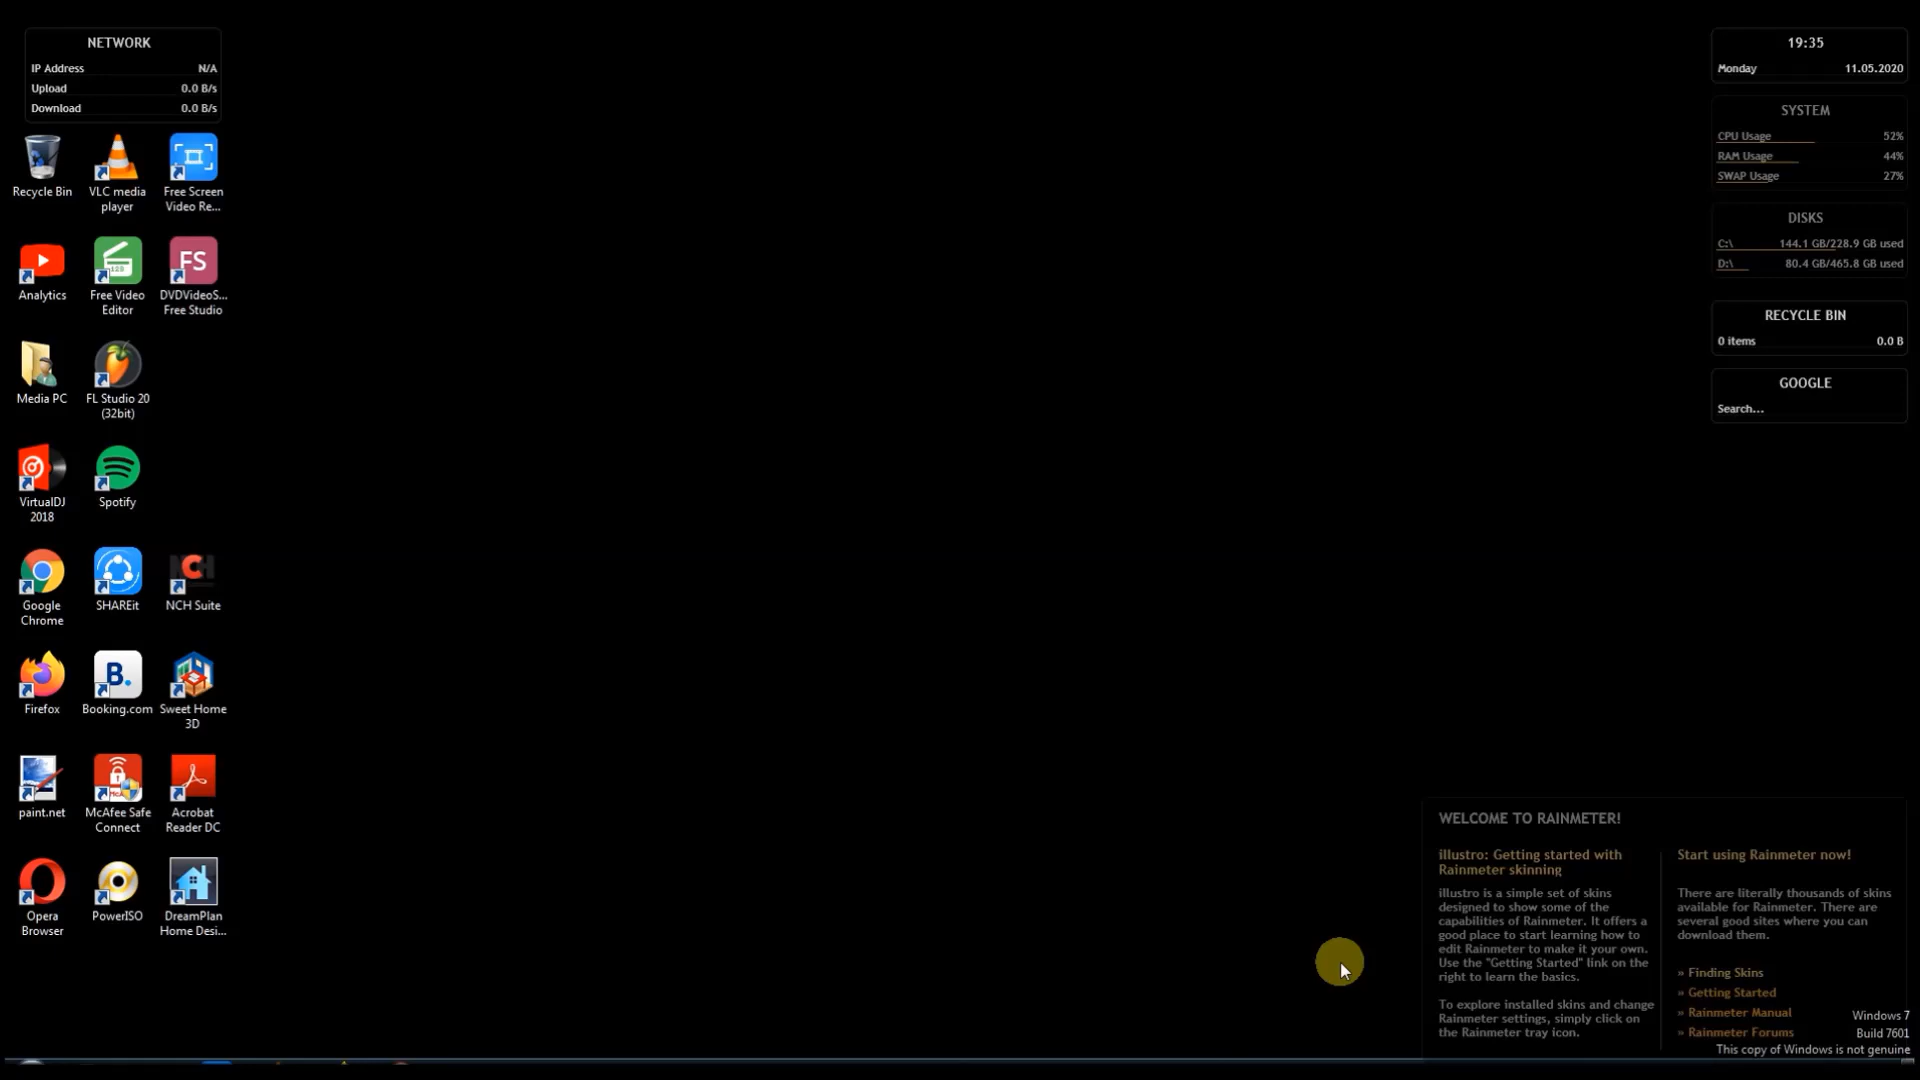 NETWORK
IP Address N/A
Upload 0.0 B/s
Download 0.0 B/s
Recycle Bin
VLC media
player
Free Screen
Video Re...
Analytics
Free Video
Editor
FS
DVDVideoS...
Free Studio
Media PC
FL Studio 20
(32bit)
VirtualDJ
2018
Spotify
Google
Chrome
SHAREit
NCH
NCH Suite
Firefox
B.
Booking.com
Sweet Home
3D
paint.net
McAfee Safe
Connect
Acrobat
Reader DC
Opera
Browser
PowerISO
DreamPlan
Home Desi...
19:35
Monday 11.05.2020
SYSTEM
CPU Usage 52%
RAM Usage 44%
SWAP Usage 27%
DISKS
C:\ 144.1 GB/228.9 GB used
D:\ 80.4 GB/465.8 GB used
RECYCLE BIN
0 items 0.0 B
GOOGLE
Search...
WELCOME TO RAINMETER!
illustro: Getting started with
Rainmeter skinning
illustro is a simple set of skins
designed to show some of the
capabilities of Rainmeter. It offers a
good place to start learning how to
edit Rainmeter to make it your own.
Use the "Getting Started" link on the
right to learn the basics.
To explore installed skins and change
Rainmeter settings, simply click on
the Rainmeter tray icon.
Start using Rainmeter now!
There are literally thousands of skins
available for Rainmeter. There are
several good sites where you can
download them.
» Finding Skins
» Getting Started
» Rainmeter Manual
» Rainmeter Forums
Windows 7
Build 7601
This copy of Windows is not genuine